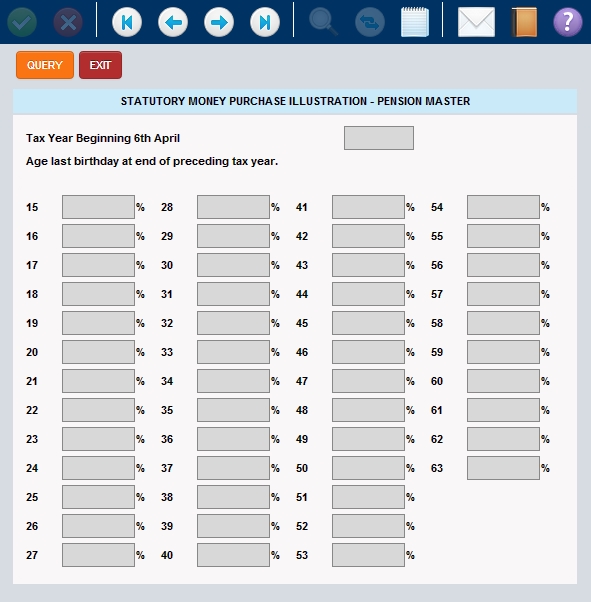 ?
QUERY EXIT
STATUTORY MONEY PURCHASE ILLUSTRATION - PENSION MASTER
Tax Year Beginning 6th April
Age last birthday at end of preceding tax year.
15 % 28 % 41 % 54 %
16 % 29 % 42 % 55 %
17 % 30 % 43 % 56 %
18 % 31 % 44 % 57 %
19 % 32 % 45 % 58 %
20 % 33 % 46 % 59 %
21 % 34 % 47 % 60 %
22 % 35 % 48 % 61 %
23 % 36 % 49 % 62 %
24 % 37 % 50 % 63 %
25 % 38 % 51 %
26 % 39 % 52 %
27 % 40 % 53 %